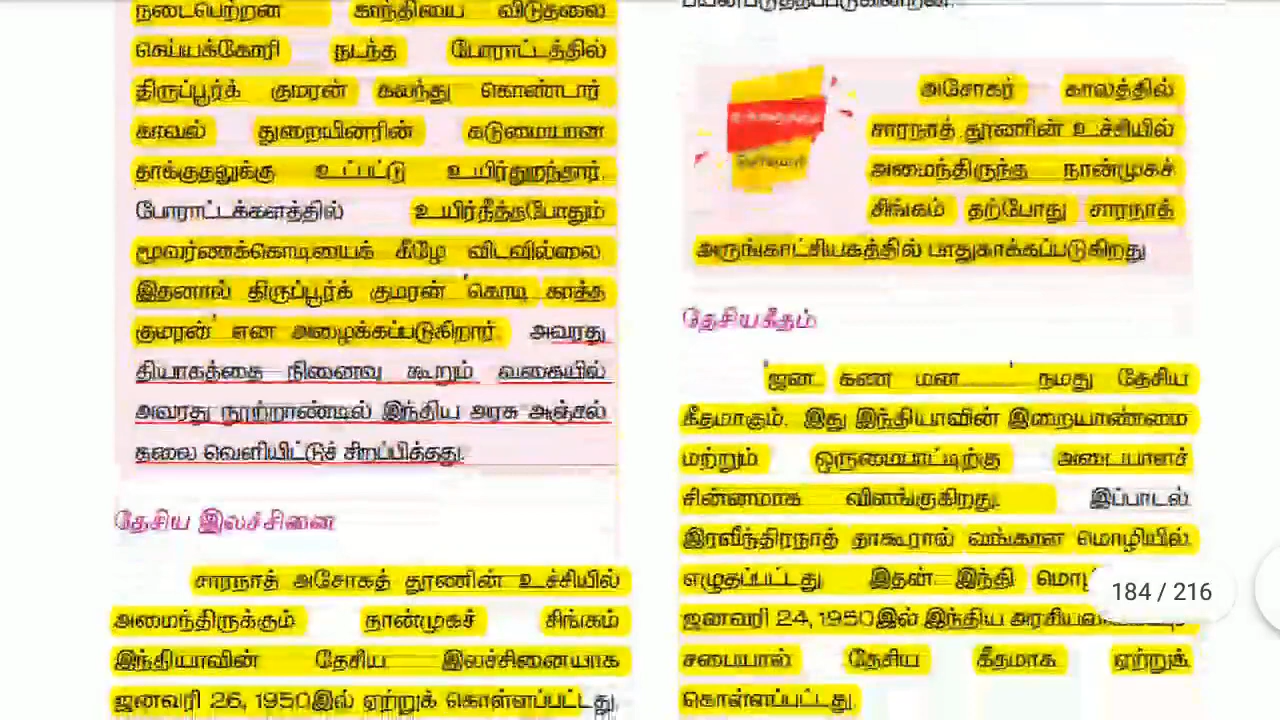 நடைபெற்றன காந்தியை விடுதலை
செய்யக்கோரி நடந்த போராட்டத்தில்
திருப்பூர்க் குமரன் கலந்து கொண்டார்
காவல் துறையினரின் கடுமையான
தாக்குதலுக்கு உட்பட்டு உயிர்துறந்தார்.
போராட்டக்களத்தில் உயிர்நீத்தபோதும்
மூவர்ணக்கொடியைக் கீழே விடவில்லை
இதனால் திருப்பூர்க் குமரன் 'கொடி காத்த
குமரன்' என அழைக்கப்படுகிறார். அவரது
தியாகத்தை நினைவு கூறும் வகையில்
அவரது நூற்றாண்டில் இந்திய அரசு அஞ்சல்
தலை வெளியிட்டுச் சிறப்பித்தது.
தேசிய இலச்சினை
சாரநாத் அசோகத் தூணின் உச்சியில்
அமைந்திருக்கும் நான்முகச் சிங்கம்
இந்தியாவின் தேசிய இலச்சினையாக
ஜனவரி 26, 1950இல் ஏற்றுக் கொள்ளப்பட்டது.
அசோகர் காலத்தில்
சாரநாத் தூணின் உச்சியில்
அமைந்திருந்த நான்முகச்
சிங்கம் தற்போது சாரநாத்
அருங்காட்சியகத்தில் பாதுகாக்கப்படுகிறது
தேசியகீதம்
'ஜன கண மன ' நமது தேசிய
கீதமாகும். இது இந்தியாவின் இறையாண்மை
மற்றும் ஒருமைபாட்டிற்கு அடையாளச்
சின்னமாக விளங்குகிறது. இப்பாடல்
இரவீந்திரநாத் தாகூரால் வங்காள மொழியில்
எழுதப்பட்டது இதன் இந்தி
184 / 216
ஜனவரி 24, 1950இல் இந்திய
சபையால் தேசிய கீதமாக ஏற்றுக்
கொள்ளப்பட்டது.